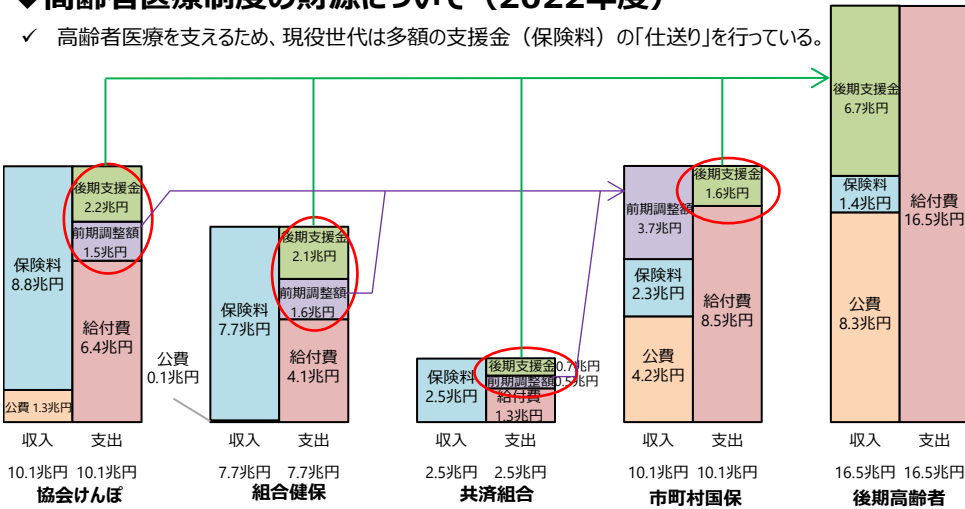 ◆高齢者医療制度の財源について（2022年度）
✓ 高齢者医療を支えるため、現役世代は多額の支援金（保険料）の「仕送り」を行っている。
保険料
8.8兆円
公費 1.3兆円
後期支援金
2.2兆円
前期調整額
1.5兆円
給付費
6.4兆円
収入 支出
10.1兆円 10.1兆円
協会けんぽ
公費
0.1兆円
保険料
7.7兆円
後期支援金
2.1兆円
前期調整額
1.6兆円
給付費
4.1兆円
収入 支出
7.7兆円 7.7兆円
組合健保
保険料
2.5兆円
後期支援金0.7兆円
前期調整額0.5兆円
給付費
1.3兆円
収入 支出
2.5兆円 2.5兆円
共済組合
前期調整額
3.7兆円
保険料
2.3兆円
公費
4.2兆円
後期支援金
1.6兆円
給付費
8.5兆円
収入 支出
10.1兆円 10.1兆円
市町村国保
後期支援金
6.7兆円
保険料
1.4兆円
公費
8.3兆円
給付費
16.5兆円
収入 支出
16.5兆円 16.5兆円
後期高齢者